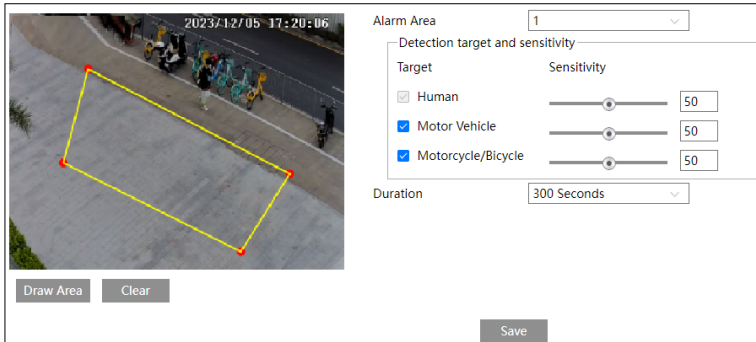 2023/12/05 17:20:06
Alarm Area 1
Detection target and sensitivity
Target Sensitivity
Human 50
Motor Vehicle 50
Motorcycle/Bicycle 50
Duration 300 Seconds
Draw Area Clear
Save